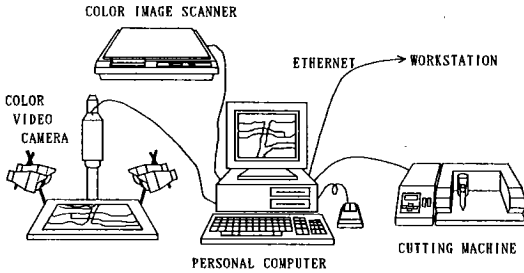 COLOR IMAGE SCANNER
ETHERNET
WORKSTATION
COLOR
VIDEO
CAMERA
PERSONAL COMPUTER
CUTTING MACHINE